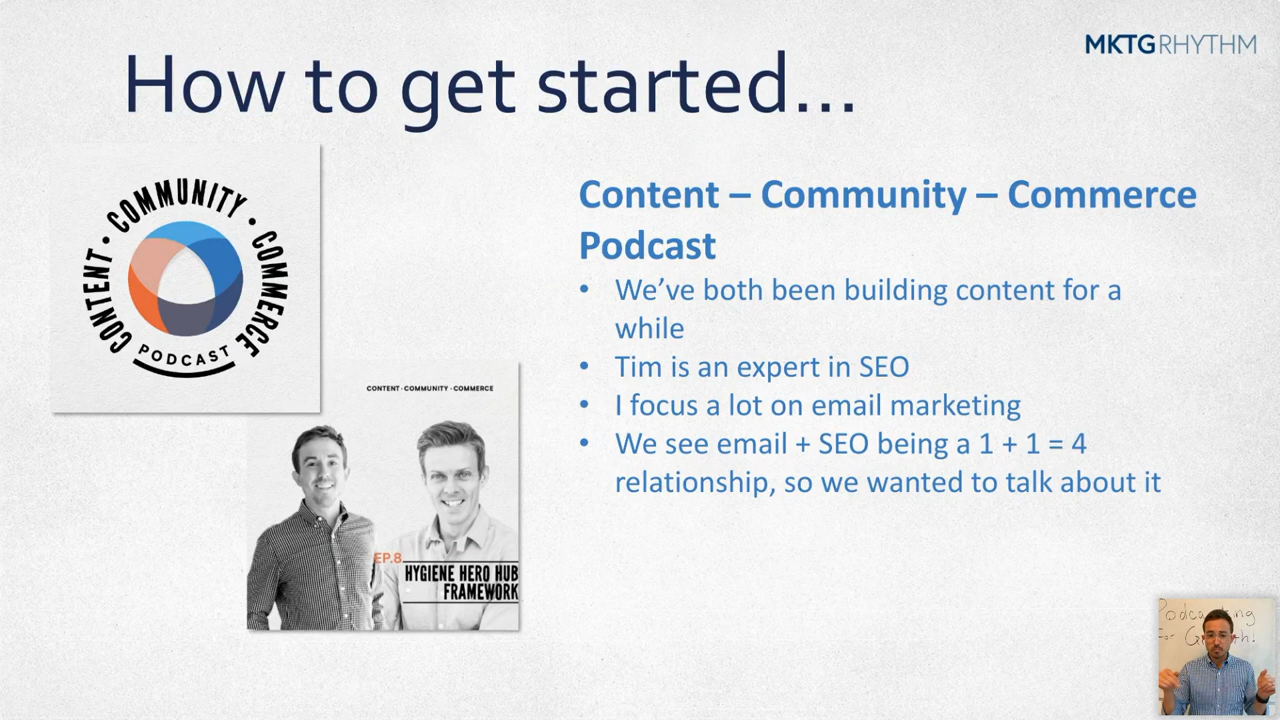 MKTGRHYTHM
How to get started...
CONTENT • COMMUNITY • COMMERCE
PODCAST
Content – Community – Commerce
Podcast
• We’ve both been building content for a
while
• Tim is an expert in SEO
• I focus a lot on email marketing
• We see email + SEO being a 1 + 1 = 4
relationship, so we wanted to talk about it
CONTENT · COMMUNITY · COMMERCE
EP.8
HYGIENE HERO HUB
FRAMEWORK